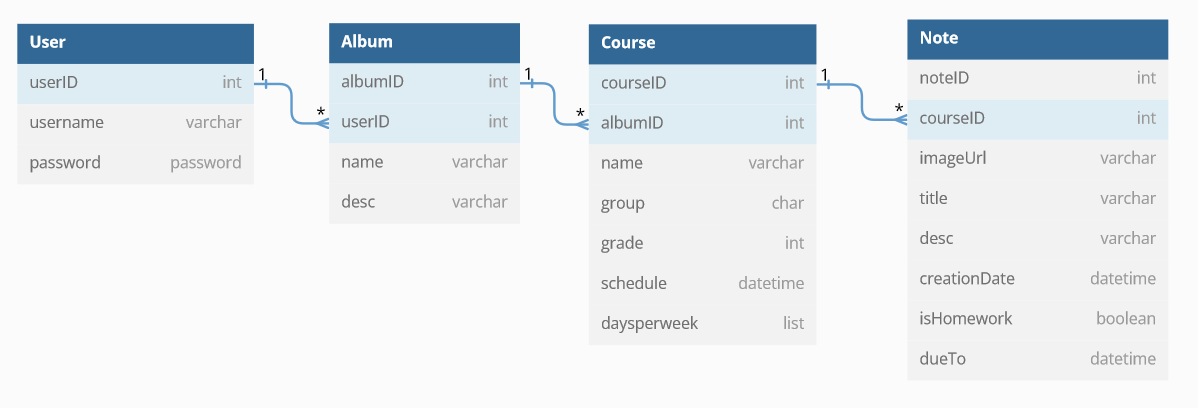 User
userID int
username varchar
password password
1
*
Album
albumID int
userID int
name varchar
desc varchar
1
*
Course
courseID int
albumID int
name varchar
group char
grade int
schedule datetime
daysperweek list
1
*
Note
noteID int
courseID int
imageUrl varchar
title varchar
desc varchar
creationDate datetime
isHomework boolean
dueTo datetime